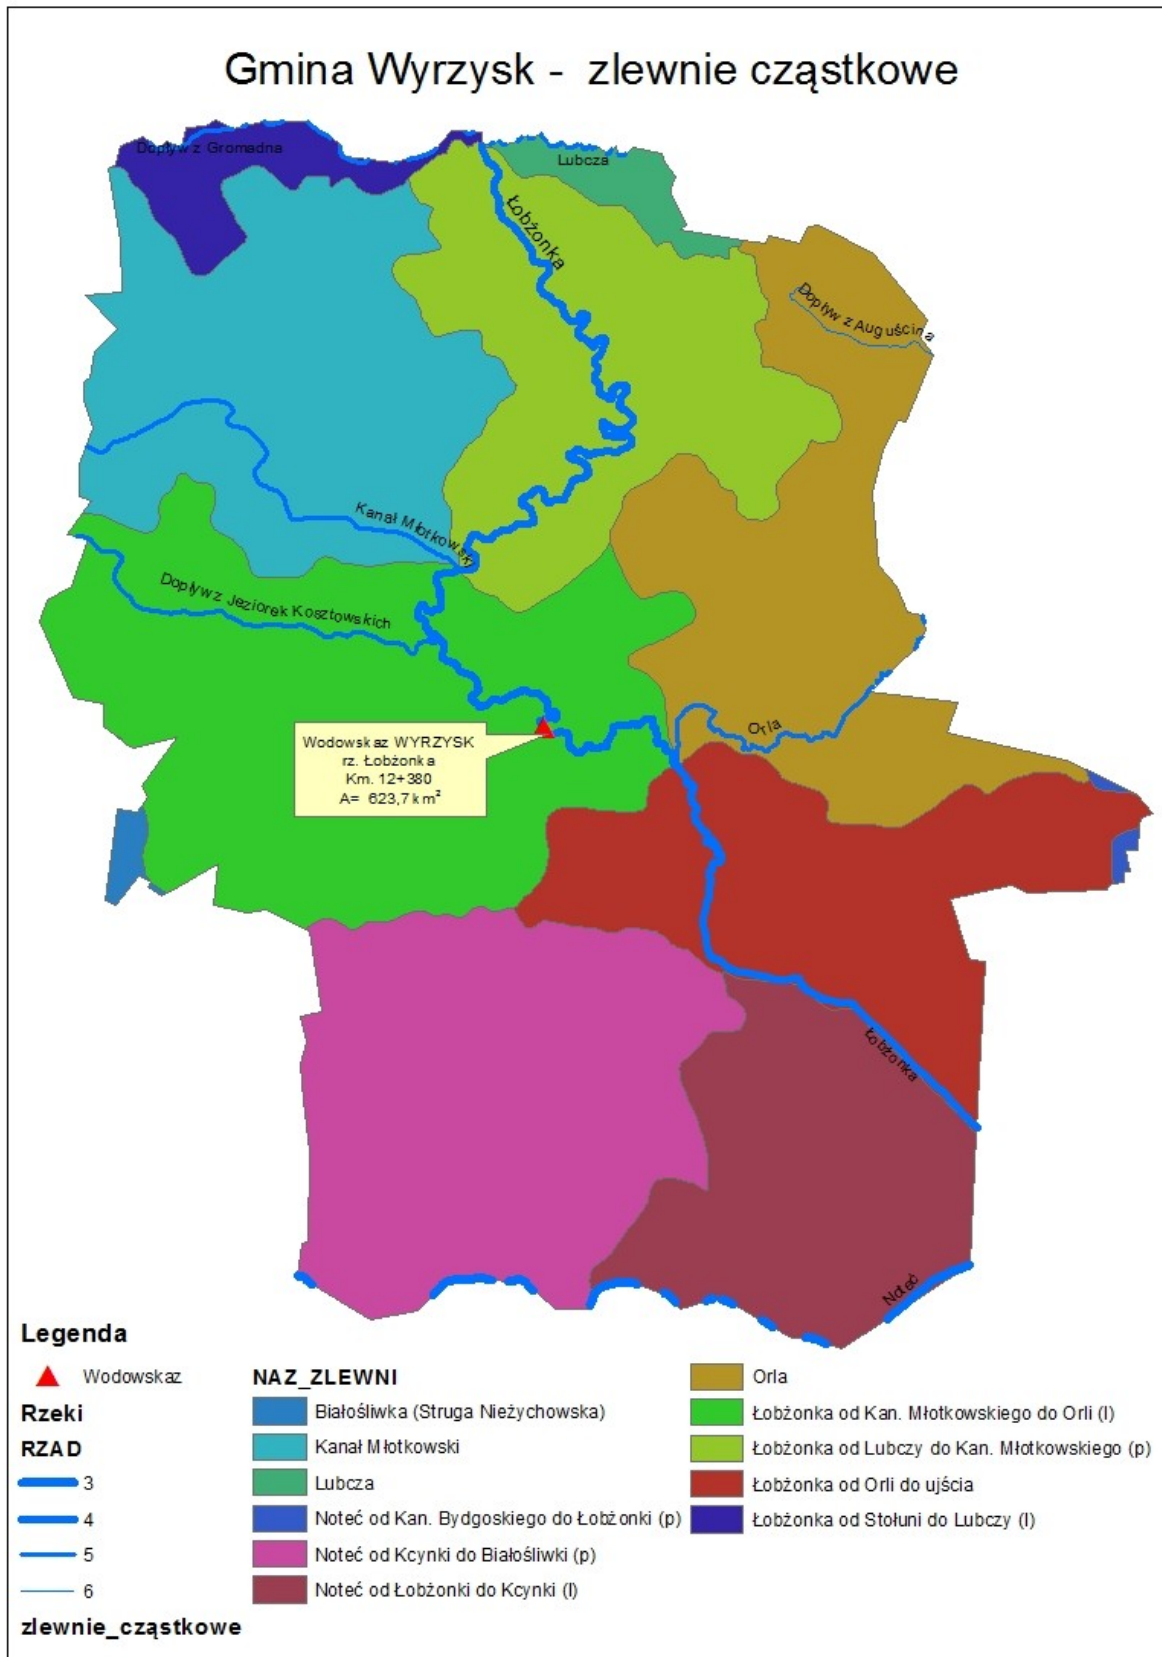 Gmina Wyrzysk - zlewnie cząstkowe
Dopływ z Gromadna
Lubcza
Łobżonka
Dopływ z Auguścina
Kanał Młotkowski
Dopływ z Jeziorek Kosztowskich
Orla
Wodowskaz WYRZYSK
rz. Łobżonka
Km. 12+380
A= 623,7 km²
Łobżonka
Noteć
Legenda
Wodowskaz
Rzeki
RZAD
3
4
5
6
zlewnie_cząstkowe
NAZ_ZLEWNI
Białośliwka (Struga Nieżychowska)
Kanał Młotkowski
Lubcza
Noteć od Kan. Bydgoskiego do Łobżonki (p)
Noteć od Kcynki do Białośliwki (p)
Noteć od Łobżonki do Kcynki (l)
Orla
Łobżonka od Kan. Młotkowskiego do Orli (l)
Łobżonka od Lubczy do Kan. Młotkowskiego (p)
Łobżonka od Orli do ujścia
Łobżonka od Stołuni do Lubczy (l)